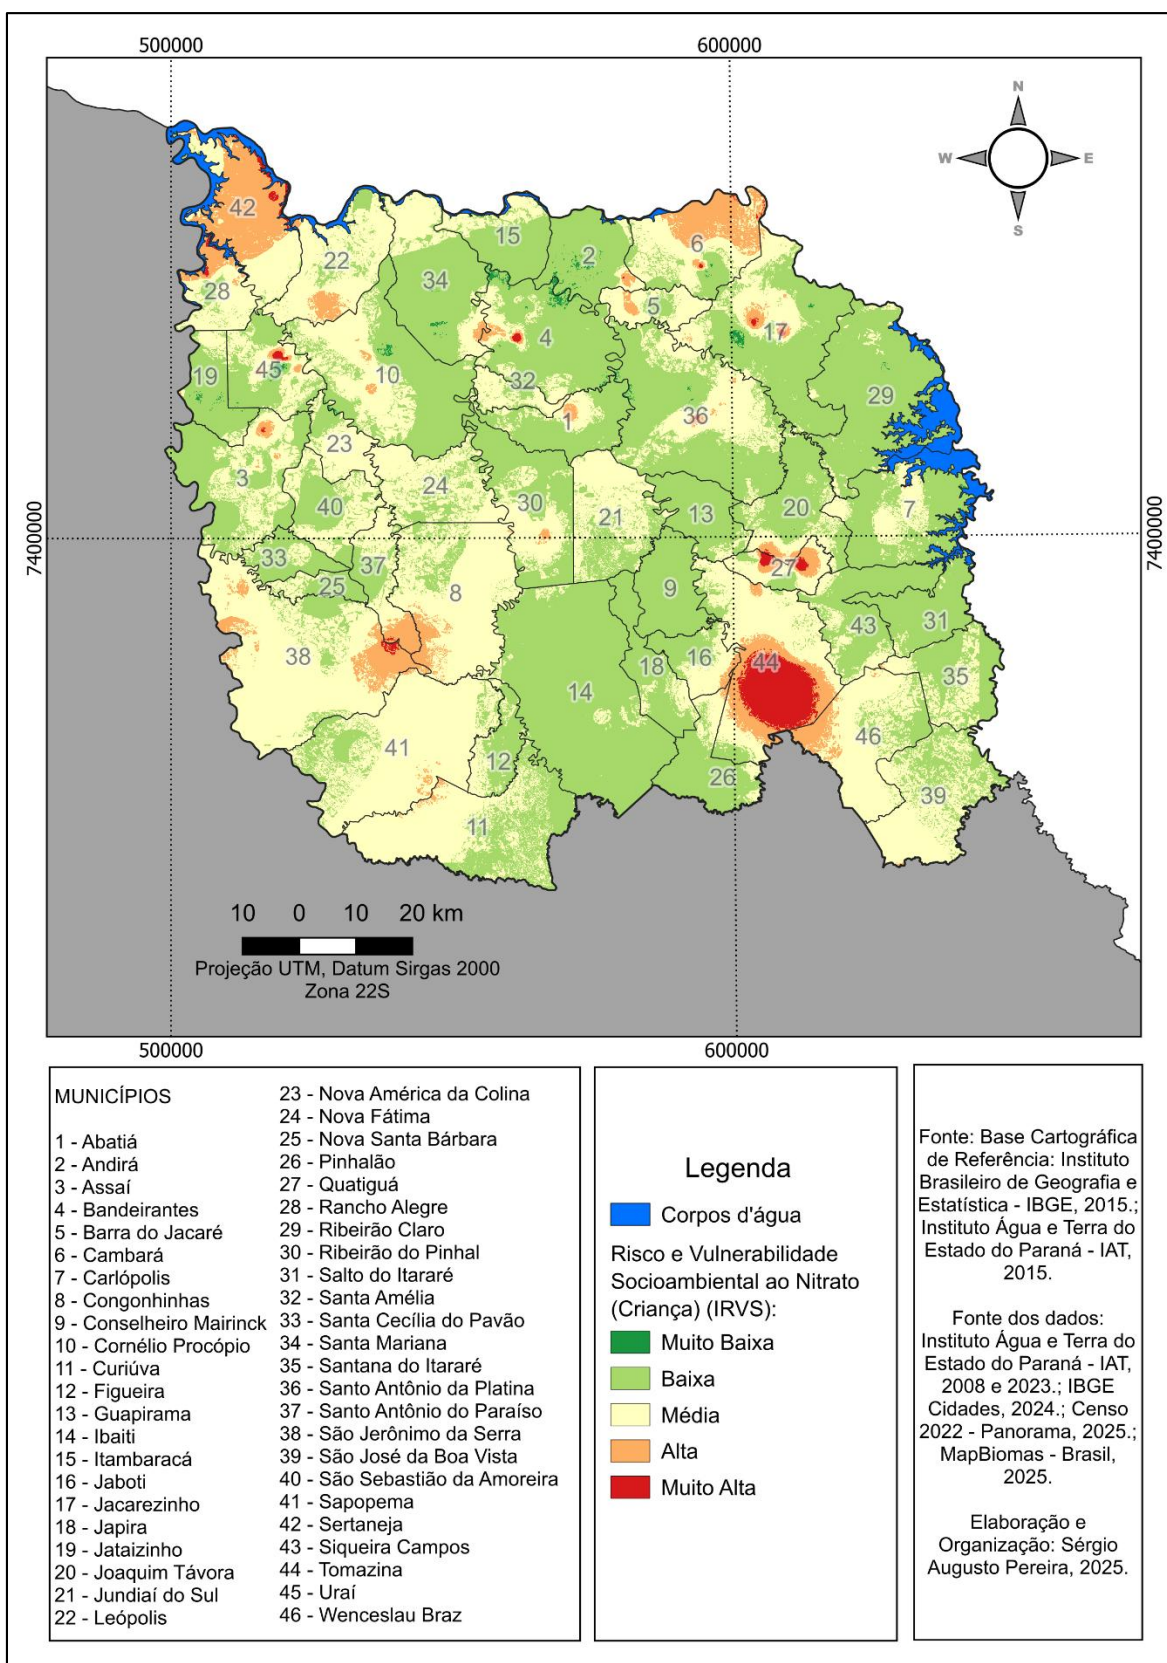 500000
600000
N
W
E
S
42
22
28
15
2
6
34
5
17
4
19
45
10
32
29
1
36
23
3
24
40
30
21
13
20
7
7400000
7400000
33
37
27
25
8
9
43
31
38
18
16
44
35
14
41
12
46
26
39
11
10 0 10 20 km
Projeção UTM, Datum Sirgas 2000
Zona 22S
500000
600000
MUNICÍPIOS
1 - Abatiá
2 - Andirá
3 - Assaí
4 - Bandeirantes
5 - Barra do Jacaré
6 - Cambará
7 - Carlópolis
8 - Congonhinhas
9 - Conselheiro Mairinck
10 - Cornélio Procópio
11 - Curiúva
12 - Figueira
13 - Guapirama
14 - Ibaiti
15 - Itambaracá
16 - Jaboti
17 - Jacarezinho
18 - Japira
19 - Jataizinho
20 - Joaquim Távora
21 - Jundiaí do Sul
22 - Leópolis
23 - Nova América da Colina
24 - Nova Fátima
25 - Nova Santa Bárbara
26 - Pinhalão
27 - Quatiguá
28 - Rancho Alegre
29 - Ribeirão Claro
30 - Ribeirão do Pinhal
31 - Salto do Itararé
32 - Santa Amélia
33 - Santa Cecília do Pavão
34 - Santa Mariana
35 - Santana do Itararé
36 - Santo Antônio da Platina
37 - Santo Antônio do Paraíso
38 - São Jerônimo da Serra
39 - São José da Boa Vista
40 - São Sebastião da Amoreira
41 - Sapopema
42 - Sertaneja
43 - Siqueira Campos
44 - Tomazina
45 - Uraí
46 - Wenceslau Braz
Legenda
Corpos d'água
Risco e Vulnerabilidade
Socioambiental ao Nitrato
(Criança) (IRVS):
Muito Baixa
Baixa
Média
Alta
Muito Alta
Fonte: Base Cartográfica
de Referência: Instituto
Brasileiro de Geografia e
Estatística - IBGE, 2015.;
Instituto Água e Terra do
Estado do Paraná - IAT,
2015.
Fonte dos dados:
Instituto Água e Terra do
Estado do Paraná - IAT,
2008 e 2023.; IBGE
Cidades, 2024.; Censo
2022 - Panorama, 2025.;
MapBiomas - Brasil,
2025.
Elaboração e
Organização: Sérgio
Augusto Pereira, 2025.